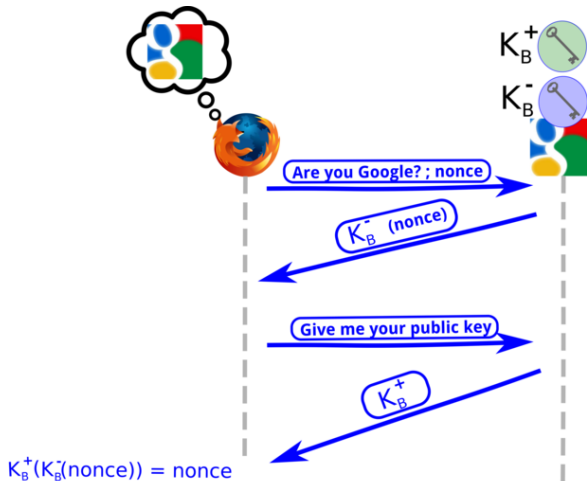 K_B^+
K_B^-
Are you Google? ; nonce
K_B^- (nonce)
Give me your public key
K_B^+
K_B^+(K_B^-(nonce)) = nonce